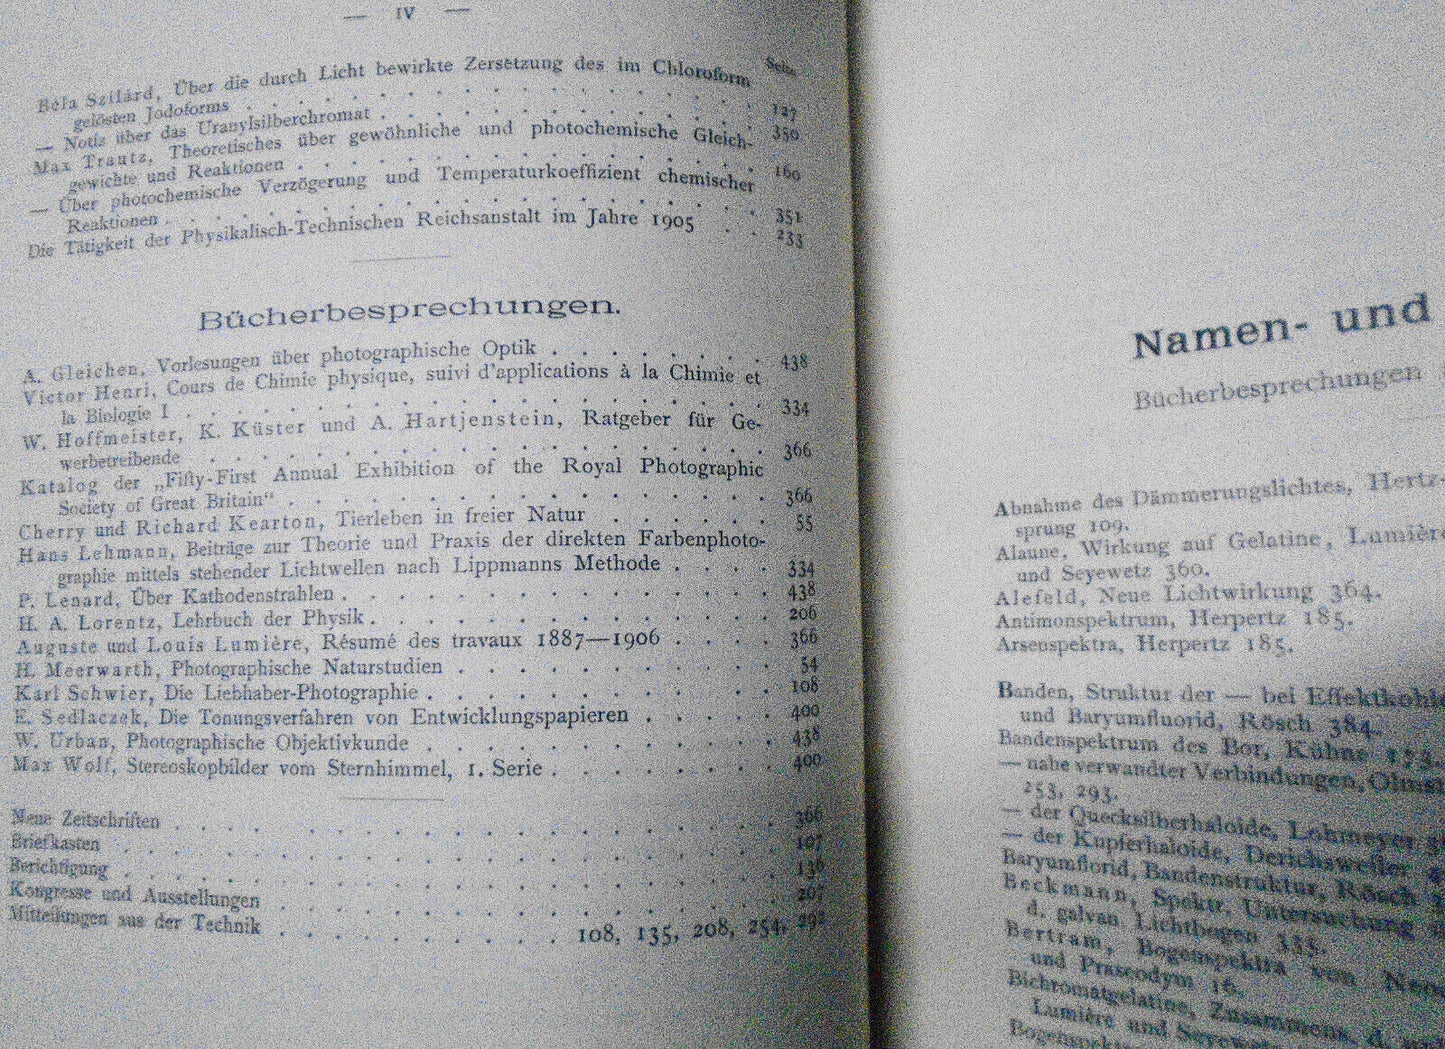 — IV —
Seite
Béla Szilárd, Über die durch Licht bewirkte Zersetzung des im Chloroform
gelösten Jodoforms . . . . . . . . . . . . . . . . 127
— Notiz über das Uranylsilberchromat . . . . . . . . . . . . 350
Max Trautz, Theoretisches über gewöhnliche und photochemische Gleich-
gewichte und Reaktionen . . . . . . . . . . . . . . 160
— Über photochemische Verzögerung und Temperaturkoeffizient chemischer
Reaktionen . . . . . . . . . . . . . . . . . . 351
Die Tätigkeit der Physikalisch-Technischen Reichsanstalt im Jahre 1905 . . 233
Bücherbesprechungen.
A. Gleichen, Vorlesungen über photographische Optik . . . . . . . . 438
Victor Henri, Cours de Chimie physique, suivi d'applications à la Chimie et
la Biologie I . . . . . . . . . . . . . . . . . 334
W. Hoffmeister, K. Küster und A. Hartjenstein, Ratgeber für Ge-
werbetreibende . . . . . . . . . . . . . . . . . 366
Katalog der „Fifty-First Annual Exhibition of the Royal Photographic
Society of Great Britain“ . . . . . . . . . . . . . . 366
Cherry und Richard Kearton, Tierleben in freier Natur . . . . . . 55
Hans Lehmann, Beiträge zur Theorie und Praxis der direkten Farbenphoto-
graphie mittels stehender Lichtwellen nach Lippmanns Methode . . . . 334
P. Lenard, Über Kathodenstrahlen . . . . . . . . . . . . . . 438
H. A. Lorentz, Lehrbuch der Physik . . . . . . . . . . . . . 206
Auguste und Louis Lumière, Résumé des travaux 1887—1906 . . . . 366
H. Meerwarth, Photographische Naturstudien . . . . . . . . . . 54
Karl Schwier, Die Liebhaber-Photographie . . . . . . . . . . . 108
E. Sedlaczek, Die Tonungsverfahren von Entwicklungspapieren . . . . . 400
W. Urban, Photographische Objektivkunde . . . . . . . . . . . 438
Max Wolf, Stereoskopbilder vom Sternhimmel, 1. Serie . . . . . . . 400
Neue Zeitschriften . . . . . . . . . . . . . . . . . 366
Briefkasten . . . . . . . . . . . . . . . . . . . 107
Berichtigung . . . . . . . . . . . . . . . . . . . 136
Kongresse und Ausstellungen . . . . . . . . . . . . . . . 207
Mitteilungen aus der Technik . . . . . . . . . 108, 135, 208, 254, 292
Namen- und
Bücherbesprechungen
Abnahme des Dämmerungslichtes, Hertz-
sprung 109.
Alaune, Wirkung auf Gelatine, Lumière
und Seyewetz 360.
Alefeld, Neue Lichtwirkung 364.
Antimonspektrum, Herpertz 185.
Arsenspektra, Herpertz 185.
Banden, Struktur der — bei Effektkohle
und Baryumfluorid, Rösch 384.
Bandenspektrum des Bor, Kühne 173.
— nahe verwandter Verbindungen, Olmst
253, 293.
— der Quecksilberhaloide, Lohmeyer
— der Kupferhaloide, Derichsweiler
Baryumfluorid, Bandenstruktur, Rösch
Beckmann, Spektr. Untersuchung
d. galvan. Lichtbogen 335.
Bertram, Bogenspektra von Neo
und Praseodym 16.
Bichromatgelatine, Zusammens. d.
Lumière und Seyewe
Bogenspekt